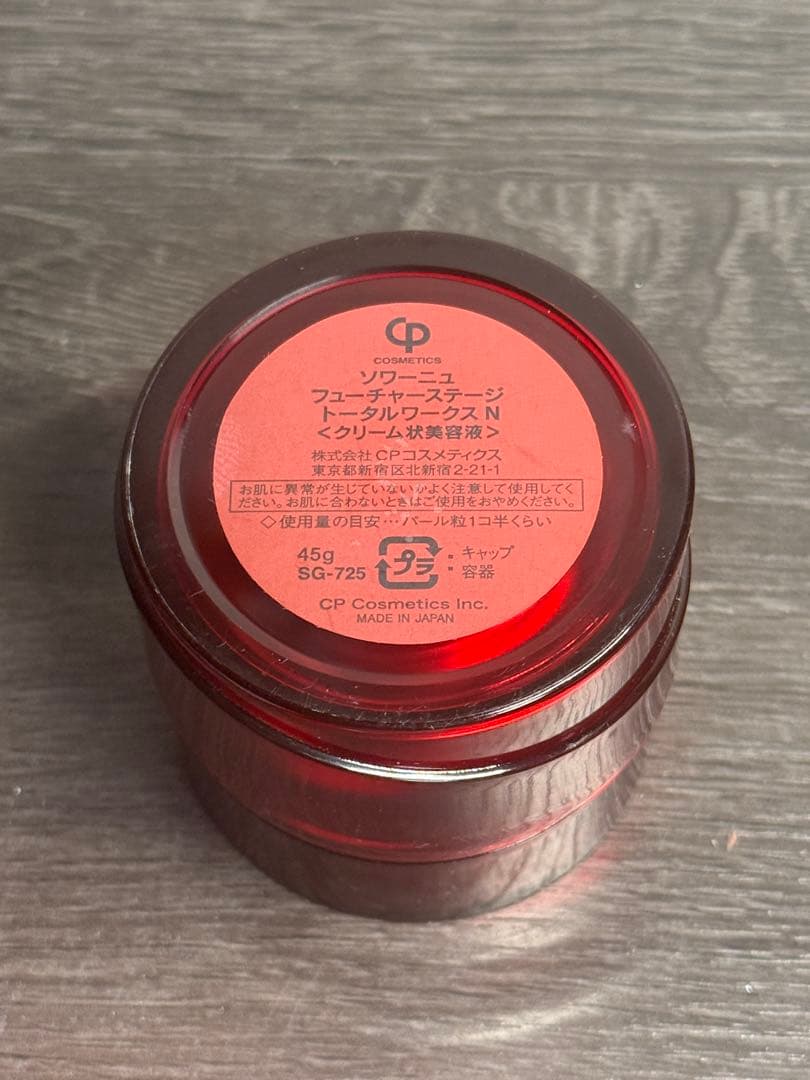 CP
COSMETICS
ソワーニュ
フューチャーステージ
トータルワークス N
<クリーム状美容液>
株式会社 CPコスメティクス
東京都新宿区北新宿2-21-1
お肌に異常が生じていないかよく注意して使用してく
ださい。お肌に合わないときはご使用をおやめください。
◇使用量の目安…パール粒1コ半くらい
45g
SG-725
プラ
: キャップ
: 容器
CP Cosmetics Inc.
MADE IN JAPAN